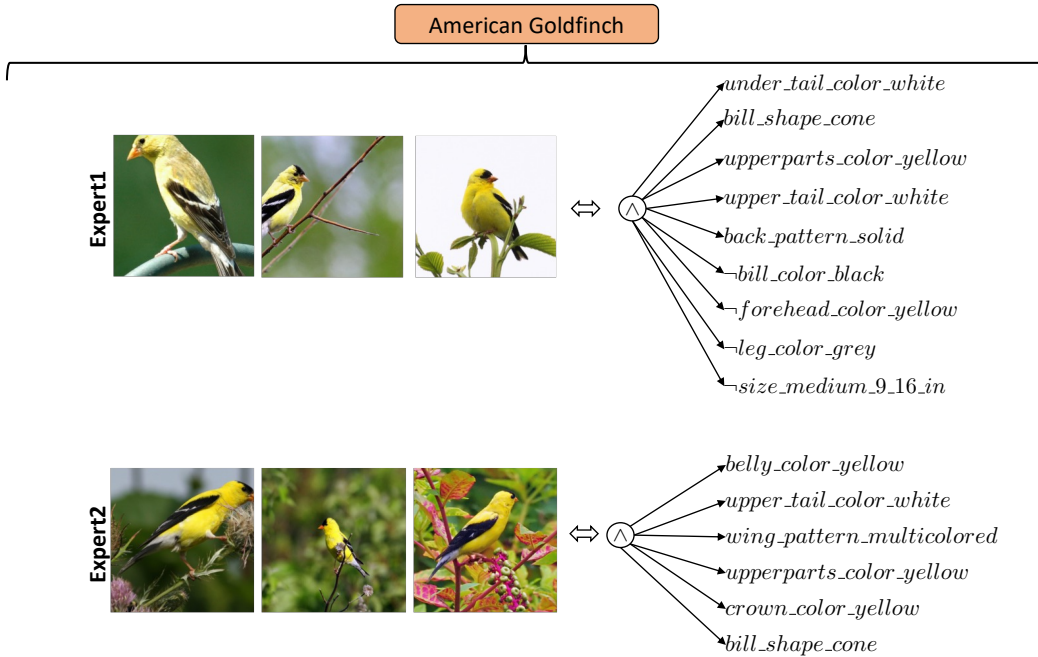 American Goldfinch
Expert1
∧
under_tail_color_white
bill_shape_cone
upperparts_color_yellow
upper_tail_color_white
back_pattern_solid
¬bill_color_black
¬forehead_color_yellow
¬leg_color_grey
¬size_medium_9_16_in
Expert2
∧
belly_color_yellow
upper_tail_color_white
wing_pattern_multicolored
upperparts_color_yellow
crown_color_yellow
bill_shape_cone